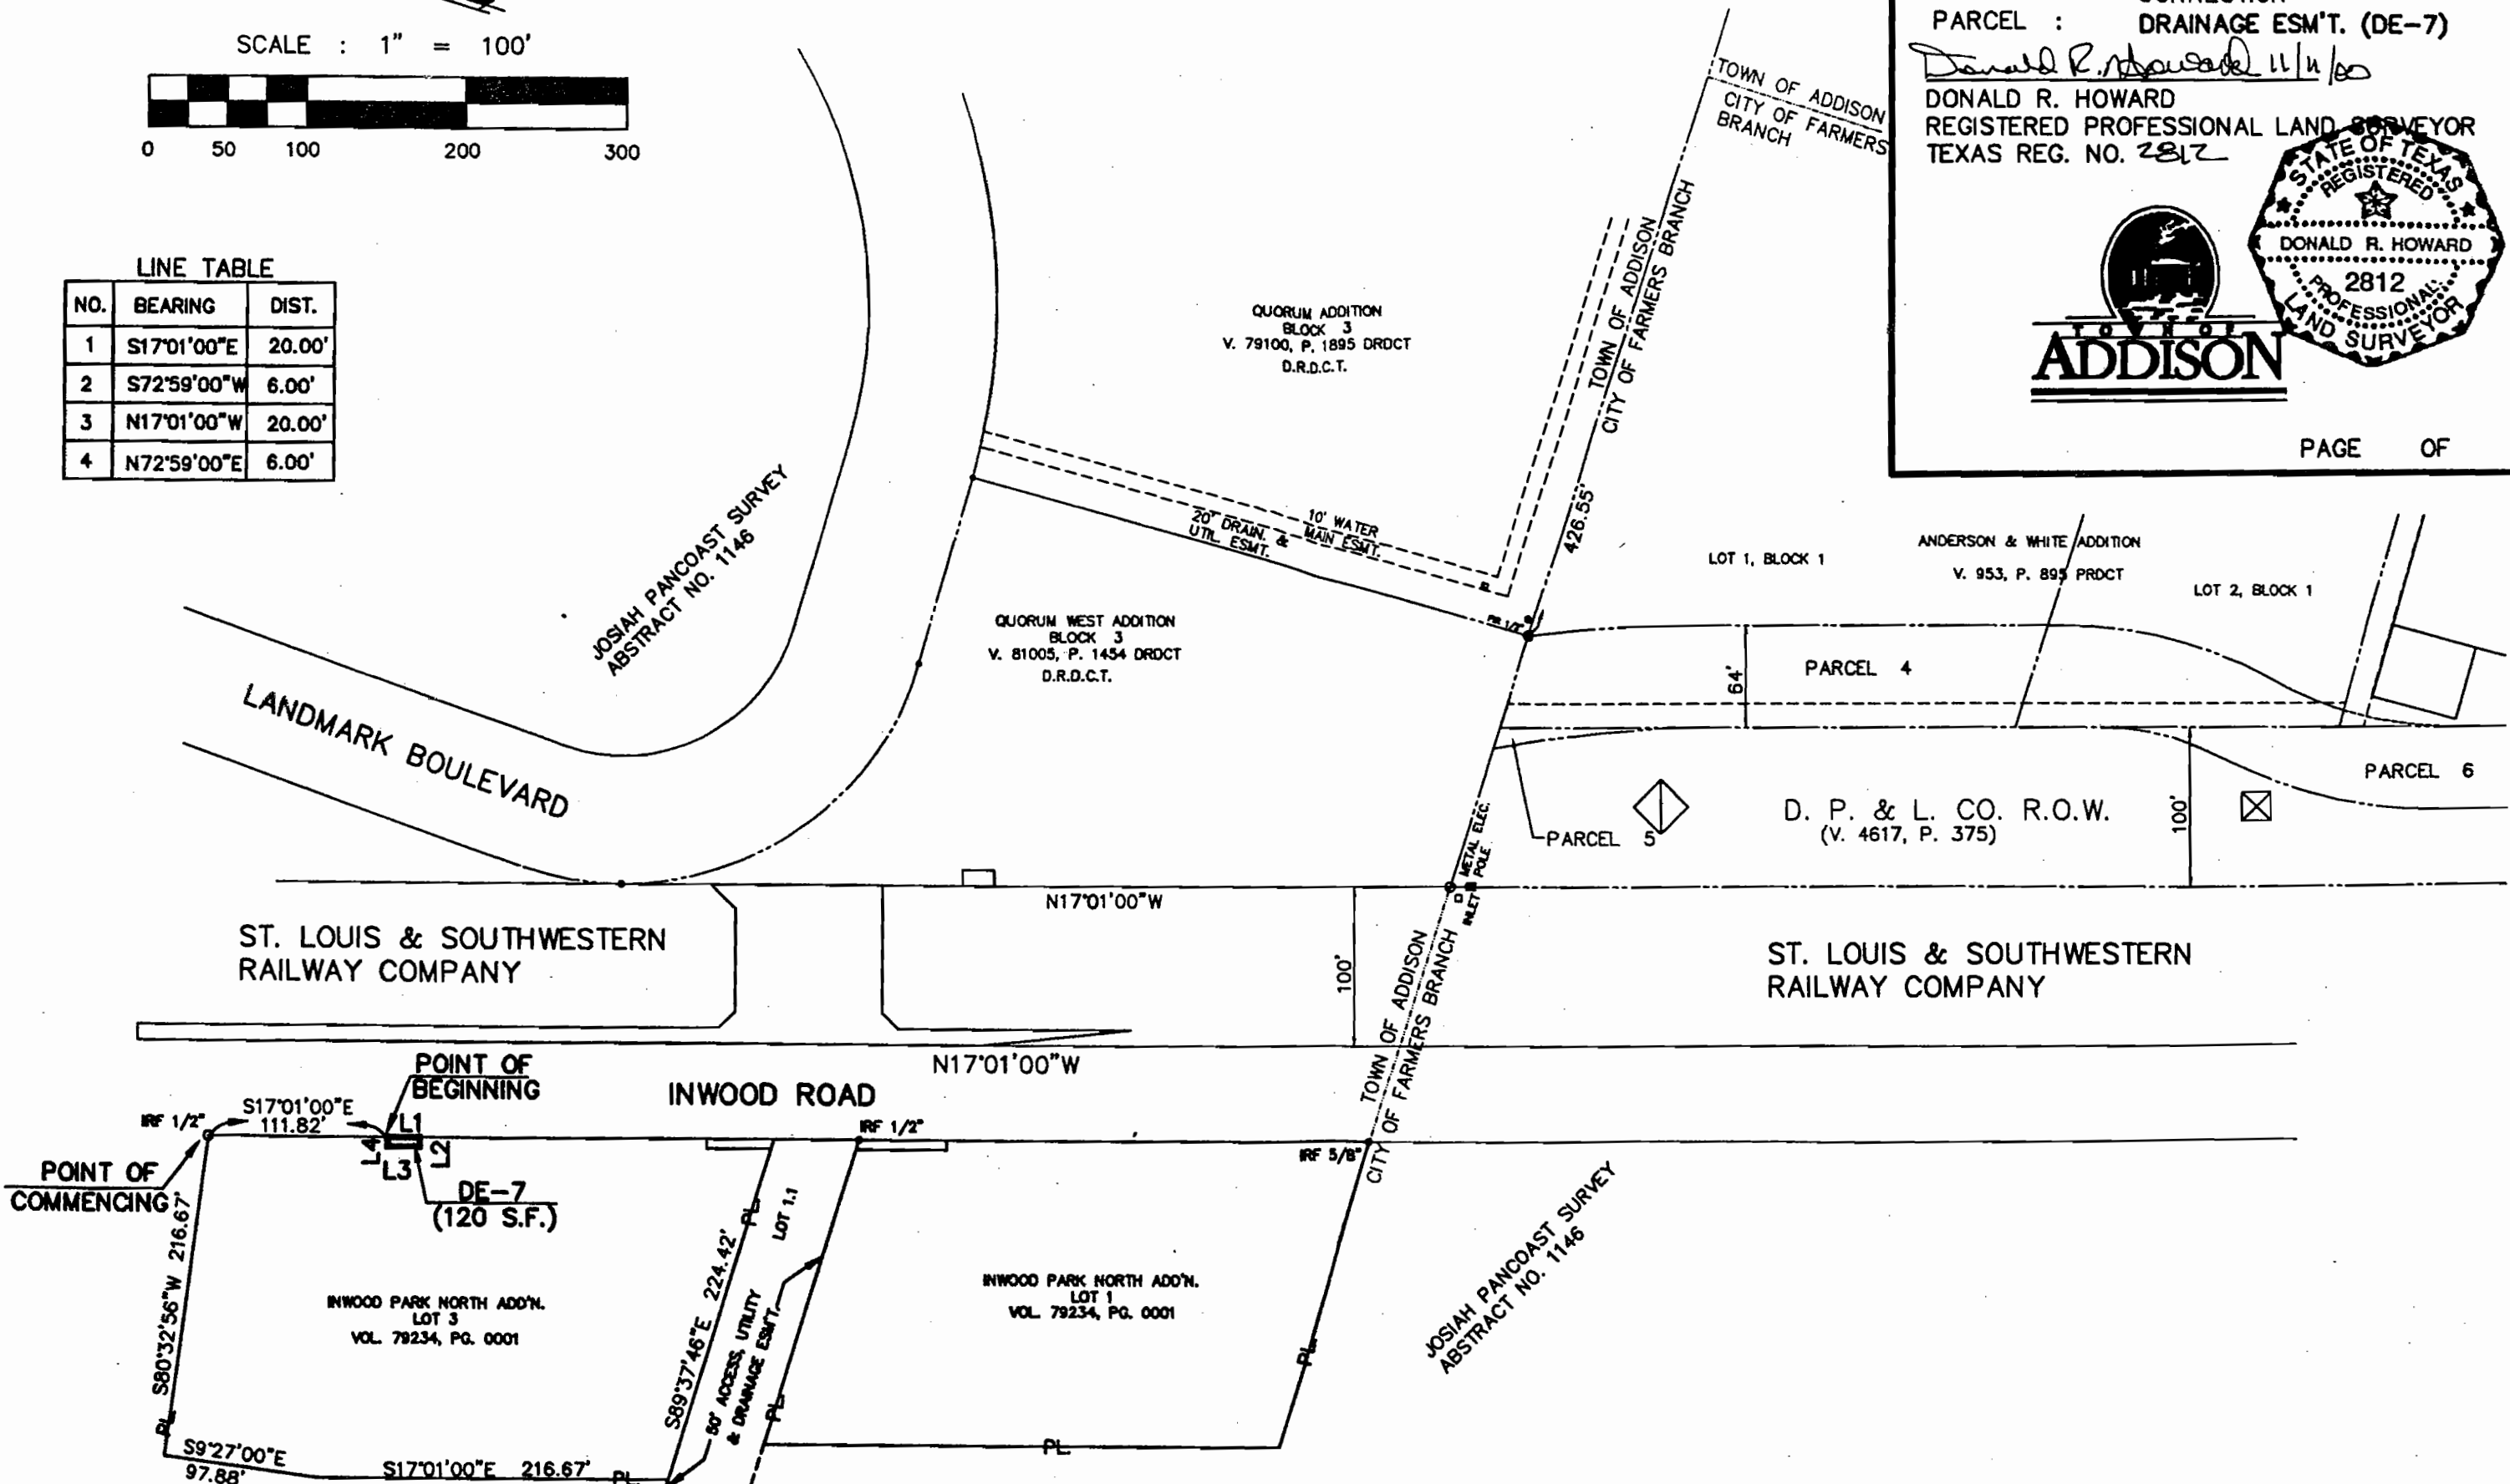 SCALE : 1" = 100'
0 50 100 200 300
LINE TABLE
NO. BEARING DIST.
1 S17°01'00"E 20.00'
2 S72°59'00"W 6.00'
3 N17°01'00"W 20.00'
4 N72°59'00"E 6.00'
PARCEL : DRAINAGE ESM'T. (DE-7)
Donald R. Howard 11/11/00
DONALD R. HOWARD
REGISTERED PROFESSIONAL LAND SURVEYOR
TEXAS REG. NO. 2812
STATE OF TEXAS
REGISTERED
DONALD R. HOWARD
2812
PROFESSIONAL
LAND SURVEYOR
TOWN OF
ADDISON
PAGE OF
TOWN OF ADDISON
CITY OF FARMERS
BRANCH
TOWN OF ADDISON
CITY OF FARMERS BRANCH
426.55'
QUORUM ADDITION
BLOCK 3
V. 79100, P. 1895 DRDCT
D.R.D.C.T.
JOSIAH PANCOAST SURVEY
ABSTRACT NO. 1146
20' DRAIN. &
UTIL. ESMT.
10' WATER
MAIN ESMT.
LOT 1, BLOCK 1
ANDERSON & WHITE ADDITION
V. 953, P. 895 PRDCT
LOT 2, BLOCK 1
QUORUM WEST ADDITION
BLOCK 3
V. 81005, P. 1454 DRDCT
D.R.D.C.T.
64'
PARCEL 4
LANDMARK BOULEVARD
PARCEL 6
PARCEL 5
D. P. & L. CO. R.O.W.
(V. 4617, P. 375)
100'
METAL ELEC.
POLE
INLET
N17°01'00"W
ST. LOUIS & SOUTHWESTERN
RAILWAY COMPANY
100'
TOWN OF ADDISON
CITY OF FARMERS BRANCH
ST. LOUIS & SOUTHWESTERN
RAILWAY COMPANY
N17°01'00"W
POINT OF
BEGINNING
INWOOD ROAD
IRF 1/2"
S17°01'00"E
111.82'
L1
L4
L2
L3
IRF 1/2"
IRF 5/8"
POINT OF
COMMENCING
DE-7
(120 S.F.)
S80°32'56"W 216.67'
PL
INWOOD PARK NORTH ADD'N.
LOT 3
VOL. 79234, PG. 0001
S89°37'46"E 224.42'
PL
LOT 1.1
60' ACCESS, UTILITY
& DRAINAGE ESM'T.
PL
INWOOD PARK NORTH ADD'N.
LOT 1
VOL. 79234, PG. 0001
PL
PL
JOSIAH PANCOAST SURVEY
ABSTRACT NO. 1146
S9°27'00"E
97.88'
S17°01'00"E 216.67'
PL